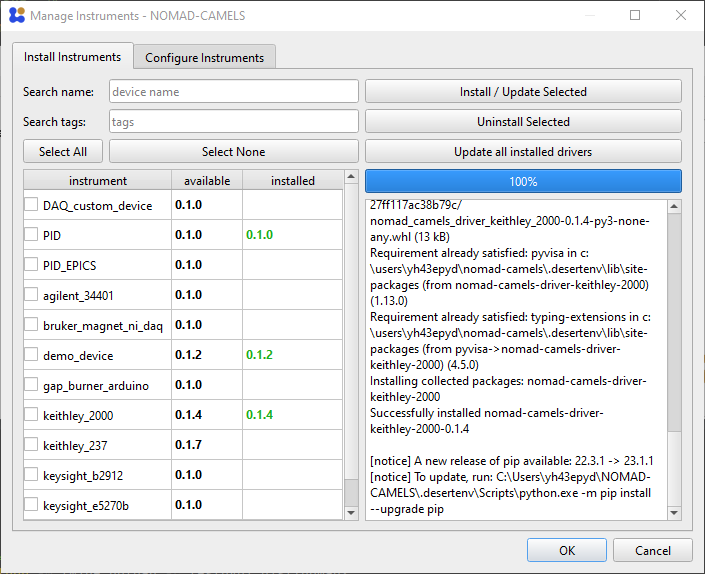 Manage Instruments - NOMAD-CAMELS
Install Instruments
Configure Instruments
Search name:
device name
Install / Update Selected
Search tags:
tags
Uninstall Selected
Select All
Select None
Update all installed drivers
instrument available installed
DAQ_custom_device 0.1.0
PID 0.1.0 0.1.0
PID_EPICS 0.1.0
agilent_34401 0.1.0
bruker_magnet_ni_daq 0.1.0
demo_device 0.1.2 0.1.2
gap_burner_arduino 0.1.0
keithley_2000 0.1.4 0.1.4
keithley_237 0.1.7
keysight_b2912 0.1.0
keysight_e5270b 0.1.0
100%
27ff117ac38b79c/
nomad_camels_driver_keithley_2000-0.1.4-py3-none-
any.whl (13 kB)
Requirement already satisfied: pyvisa in c:
\users\yh43epyd\nomad-camels\.desertenv\lib\site-
packages (from nomad-camels-driver-keithley-2000)
(1.13.0)
Requirement already satisfied: typing-extensions in c:
\users\yh43epyd\nomad-camels\.desertenv\lib\site-
packages (from pyvisa->nomad-camels-driver-
keithley-2000) (4.5.0)
Installing collected packages: nomad-camels-driver-
keithley-2000
Successfully installed nomad-camels-driver-
keithley-2000-0.1.4
[notice] A new release of pip available: 22.3.1 -> 23.1.1
[notice] To update, run: C:\Users\yh43epyd\NOMAD-
CAMELS\.desertenv\Scripts\python.exe -m pip install
--upgrade pip
OK
Cancel